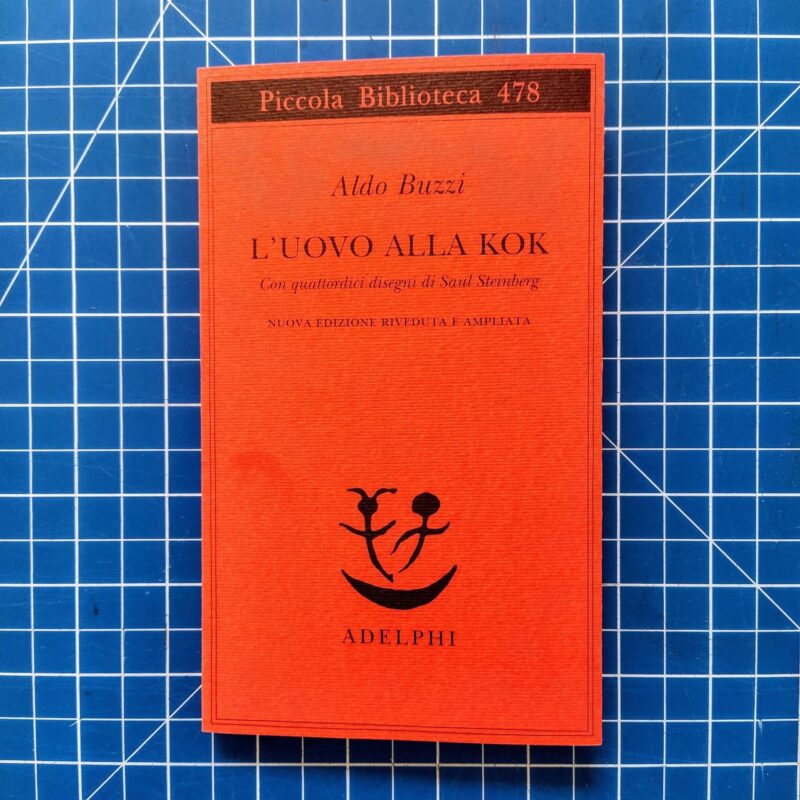 Piccola Biblioteca 478
Aldo Buzzi
L'UOVO ALLA KOK
Con quattordici disegni di Saul Steinberg
NUOVA EDIZIONE RIVEDUTA E AMPLIATA
ADELPHI